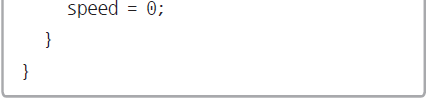 speed = 0;
}
}